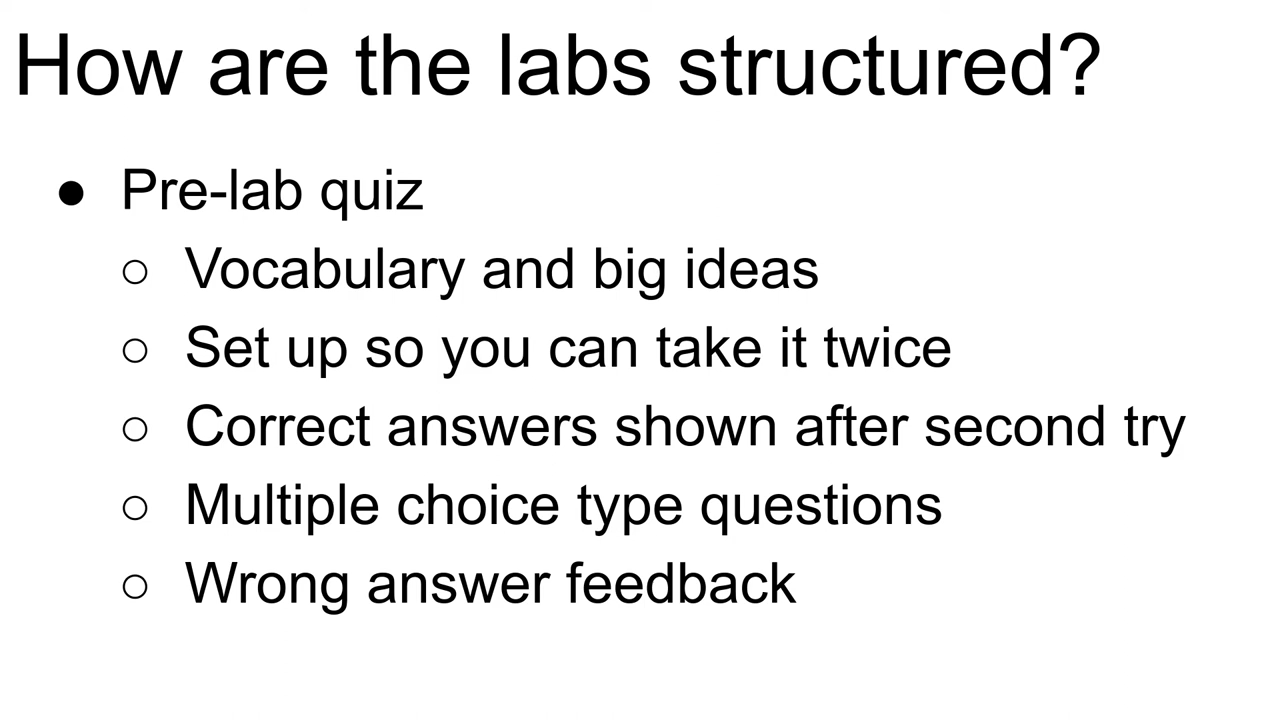 How are the labs structured?
● Pre-lab quiz
○ Vocabulary and big ideas
○ Set up so you can take it twice
○ Correct answers shown after second try
○ Multiple choice type questions
○ Wrong answer feedback